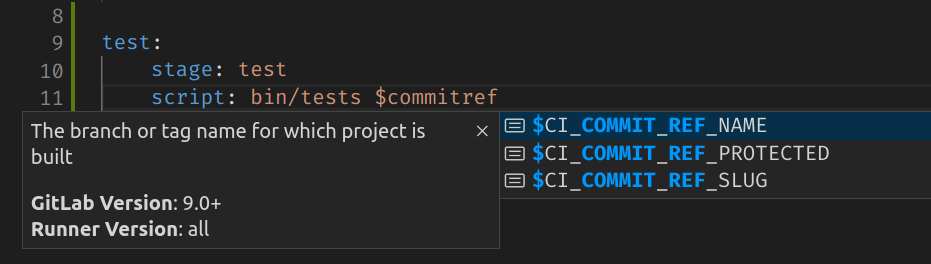 8
9 test:
10 stage: test
11 script: bin/tests $commitref
The branch or tag name for which project is ×
built
GitLab Version: 9.0+
Runner Version: all
$CI_COMMIT_REF_NAME
$CI_COMMIT_REF_PROTECTED
$CI_COMMIT_REF_SLUG